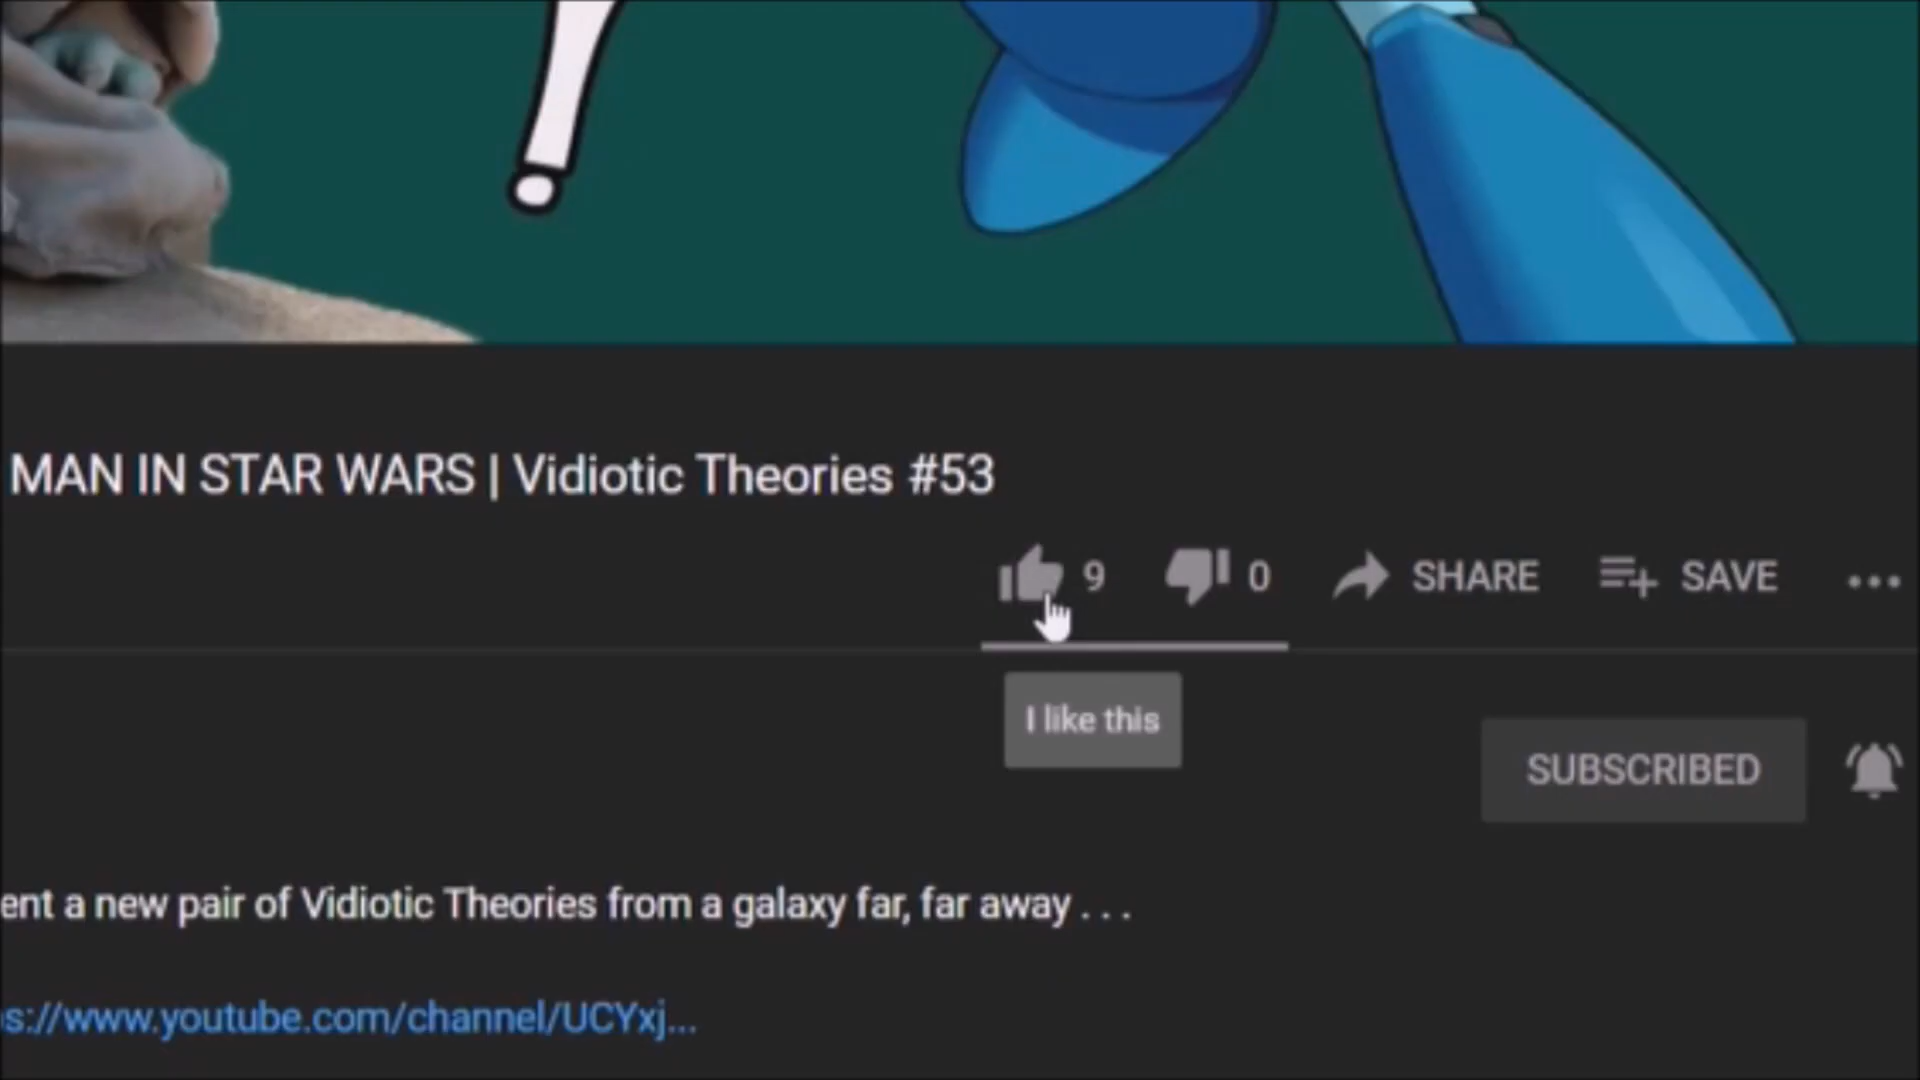 MAN IN STAR WARS | Vidiotic Theories #53
9 0 SHARE SAVE
I like this
SUBSCRIBED
ent a new pair of Vidiotic Theories from a galaxy far, far away . . .
s://www.youtube.com/channel/UCYxj...